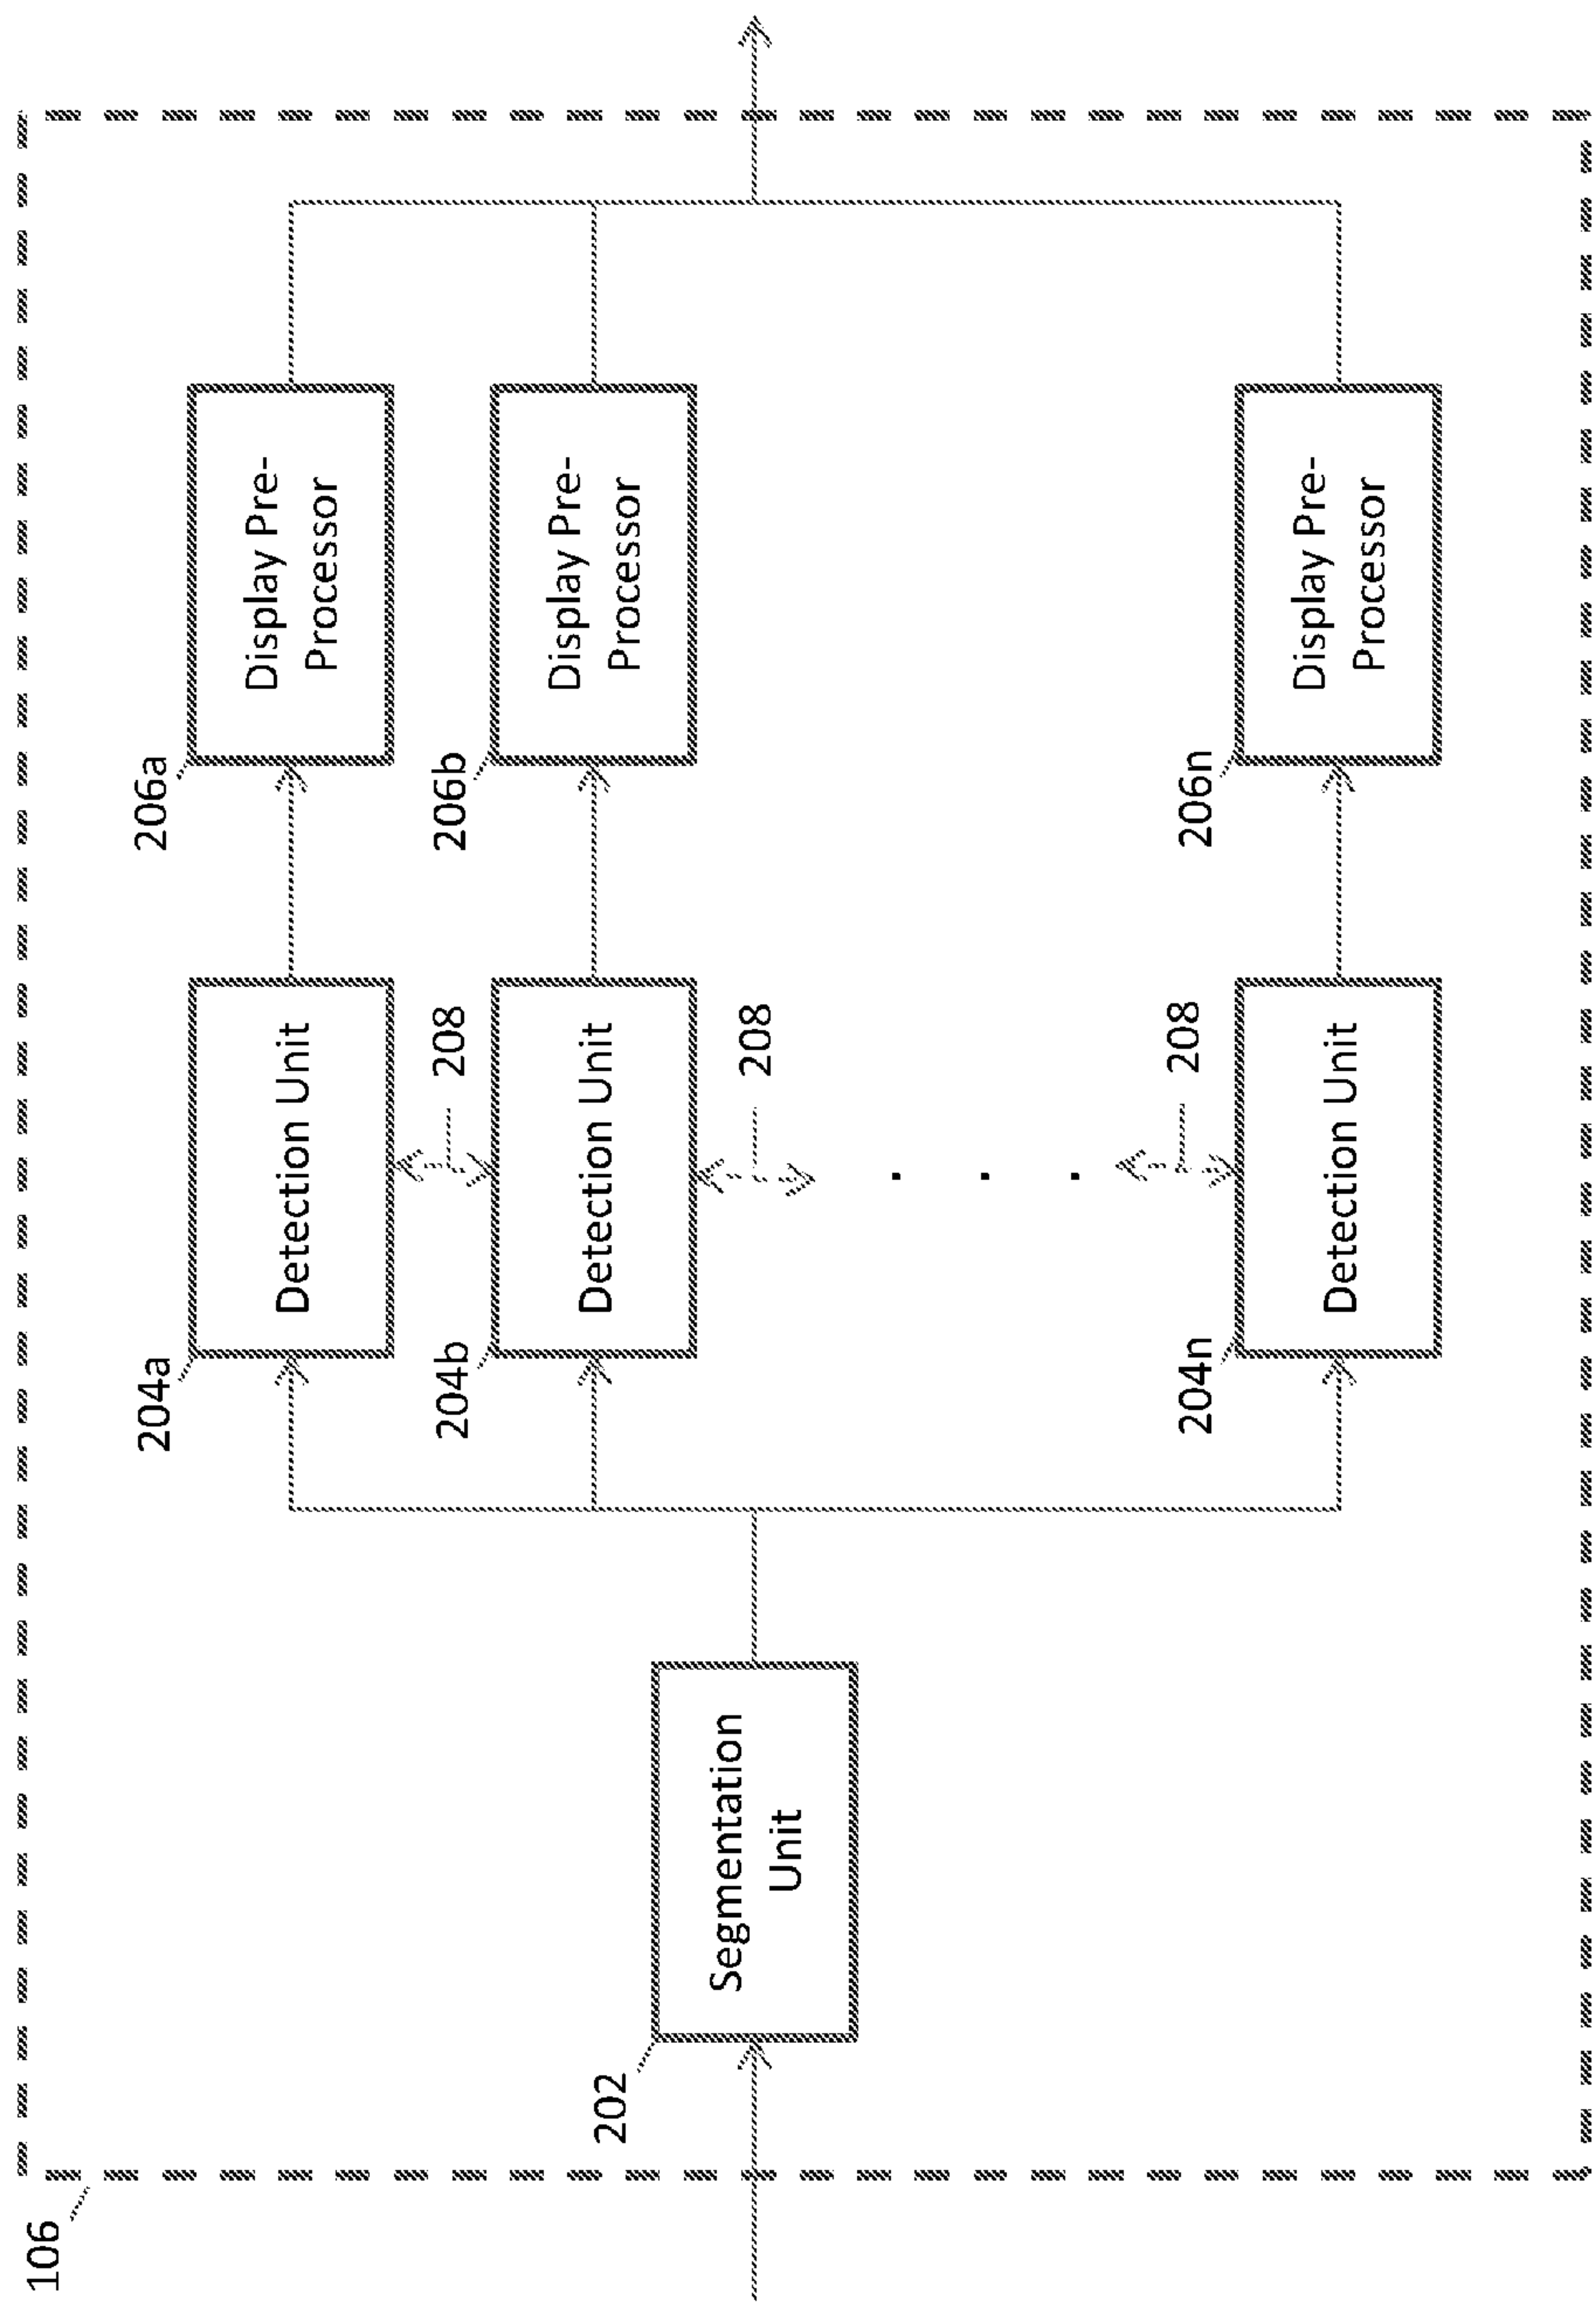 106
202
Segmentation
Unit
204a
Detection Unit
204b
Detection Unit
204n
Detection Unit
208
208
208
206a
Display Pre-
Processor
206b
Display Pre-
Processor
206n
Display Pre-
Processor